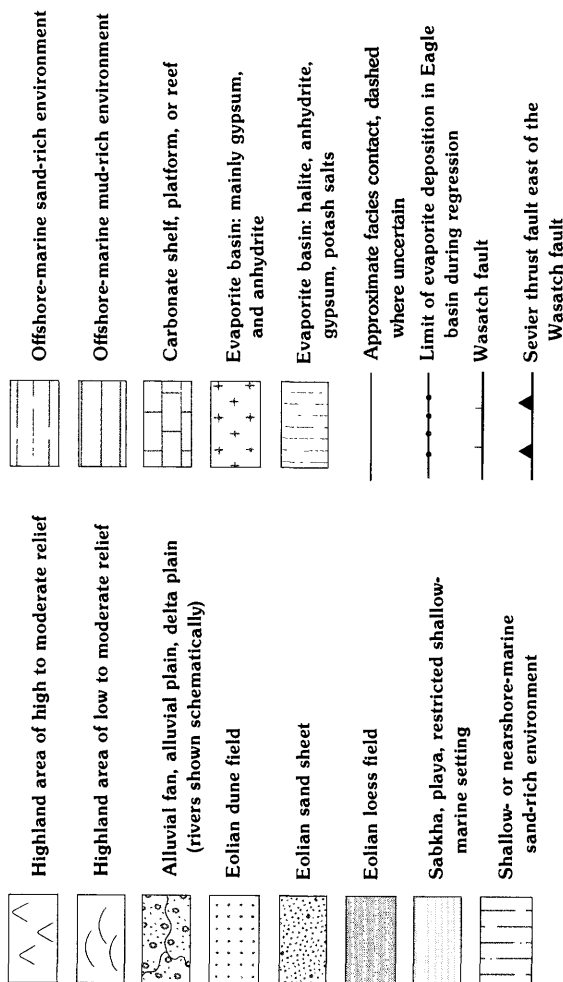 Highland area of high to moderate relief
Highland area of low to moderate relief
Alluvial fan, alluvial plain, delta plain
(rivers shown schematically)
Eolian dune field
Eolian sand sheet
Eolian loess field
Sabkha, playa, restricted shallow-
marine setting
Shallow- or nearshore-marine
sand-rich environment
Offshore-marine sand-rich environment
Offshore-marine mud-rich environment
Carbonate shelf, platform, or reef
Evaporite basin: mainly gypsum,
and anhydrite
Evaporite basin: halite, anhydrite,
gypsum, potash salts
Approximate facies contact, dashed
where uncertain
Limit of evaporite deposition in Eagle
basin during regression
Wasatch fault
Sevier thrust fault east of the
Wasatch fault